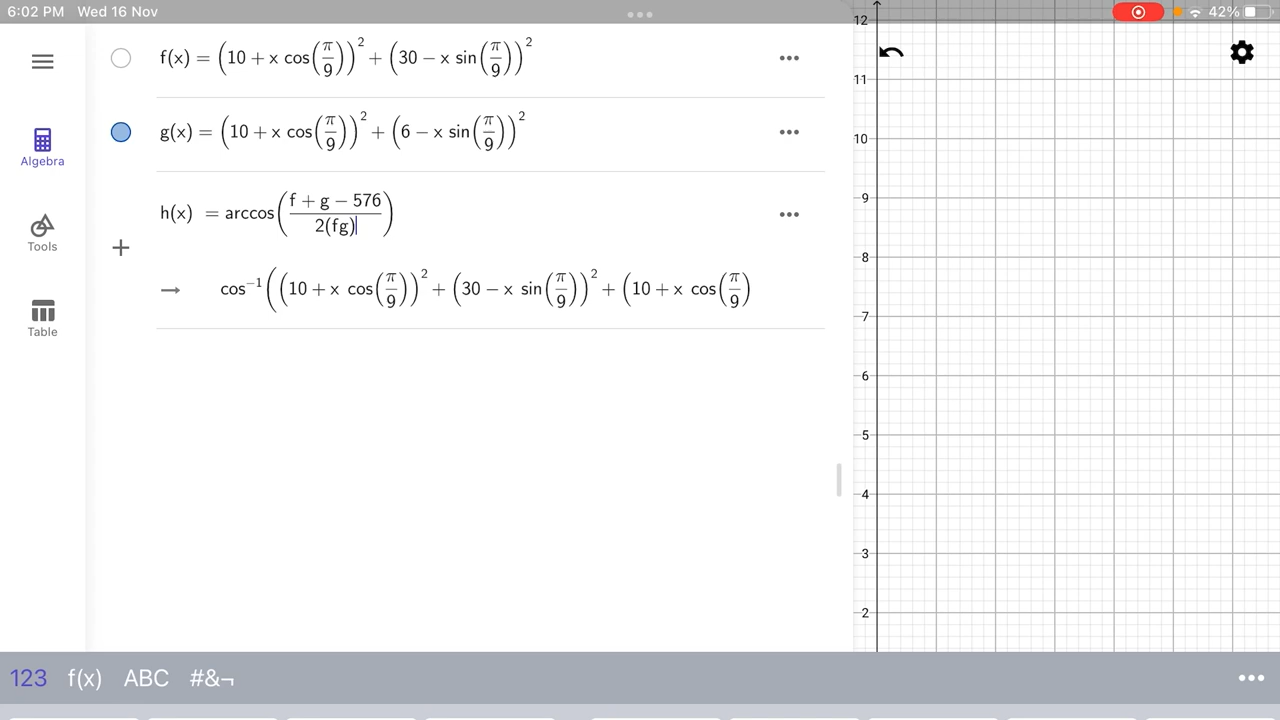 6:02 PM Wed 16 Nov
42%
f(x) = (10 + x cos(π/9))² + (30 − x sin(π/9))²
g(x) = (10 + x cos(π/9))² + (6 − x sin(π/9))²
h(x) = arccos((f + g − 576)/(2(fg)))
→ cos⁻¹((10 + x cos(π/9))² + (30 − x sin(π/9))² + (10 + x cos(π/9)
Algebra
Tools
Table
12
11
10
9
8
7
6
5
4
3
2
123 f(x) ABC #&¬